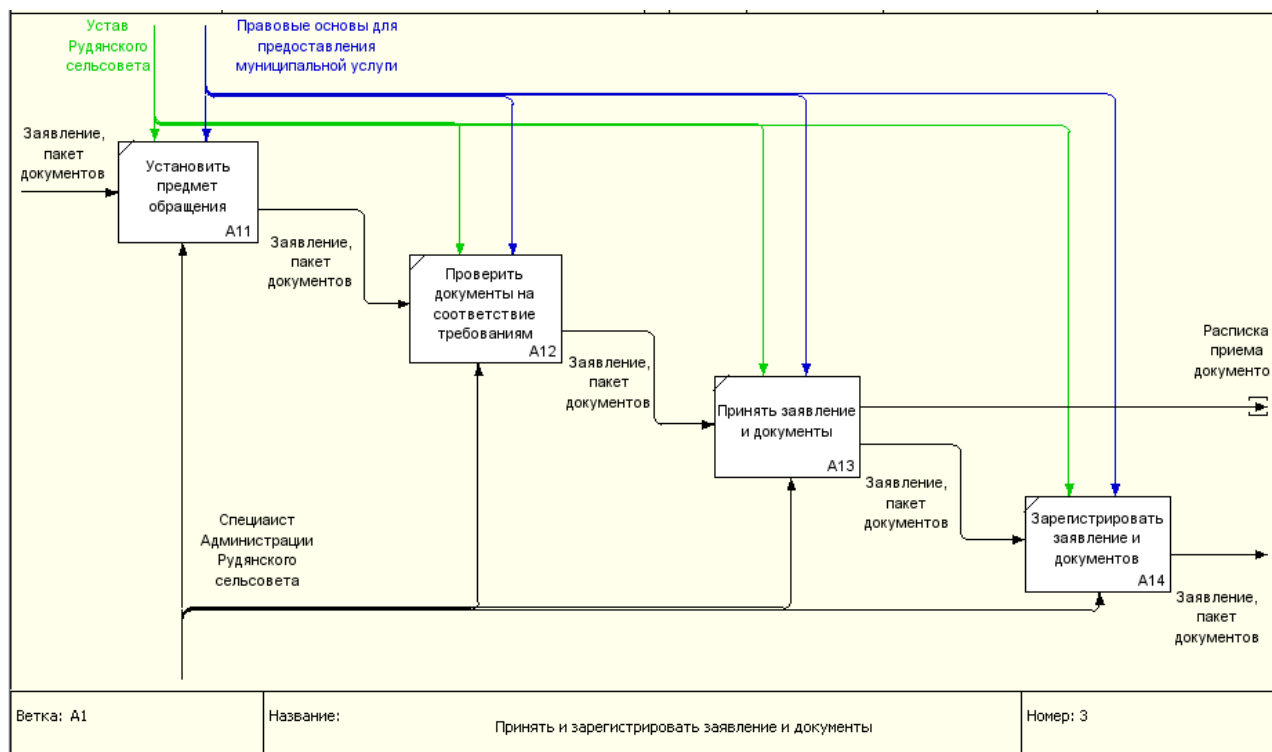 Устав
Рудянского
сельсовета
Правовые основы для
предоставления
муниципальной услуги
Заявление,
пакет
документов
Установить
предмет
обращения
A11
Заявление,
пакет
документов
Проверить
документы на
соответствие
требованиям
A12
Заявление,
пакет
документов
Расписка
приема
документо
Принять заявление
и документы
A13
Заявление,
пакет
документов
Зарегистрировать
заявление и
документов
A14
Заявление,
пакет
документов
Специаист
Администрации
Рудянского
сельсовета
Ветка: A1
Название:
Принять и зарегистрировать заявление и документы
Номер: 3